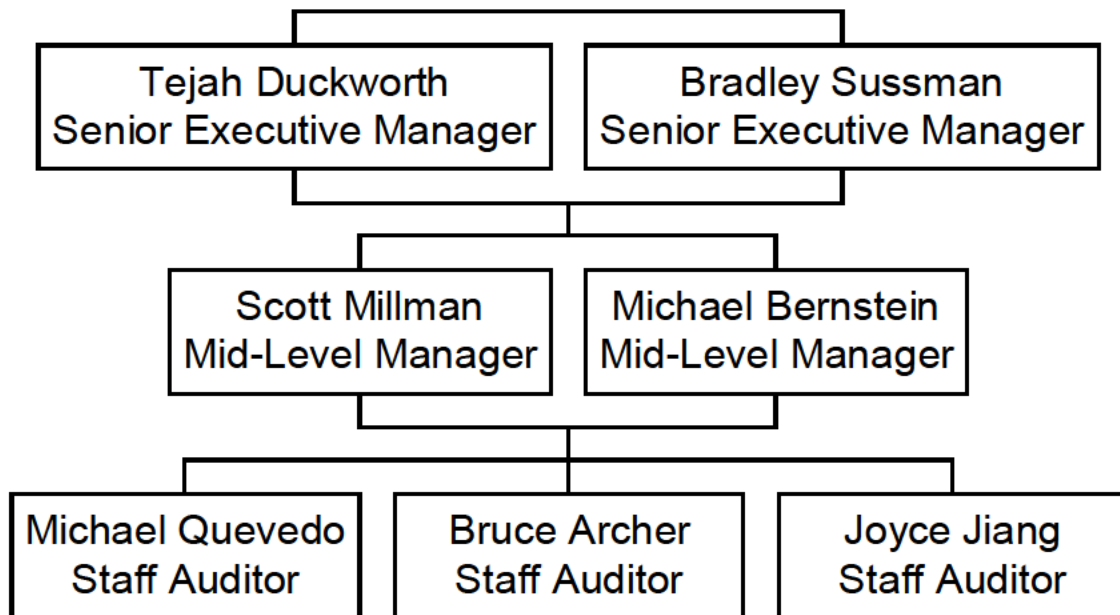 Tejah Duckworth
Senior Executive Manager
Bradley Sussman
Senior Executive Manager
Scott Millman
Mid-Level Manager
Michael Bernstein
Mid-Level Manager
Michael Quevedo
Staff Auditor
Bruce Archer
Staff Auditor
Joyce Jiang
Staff Auditor